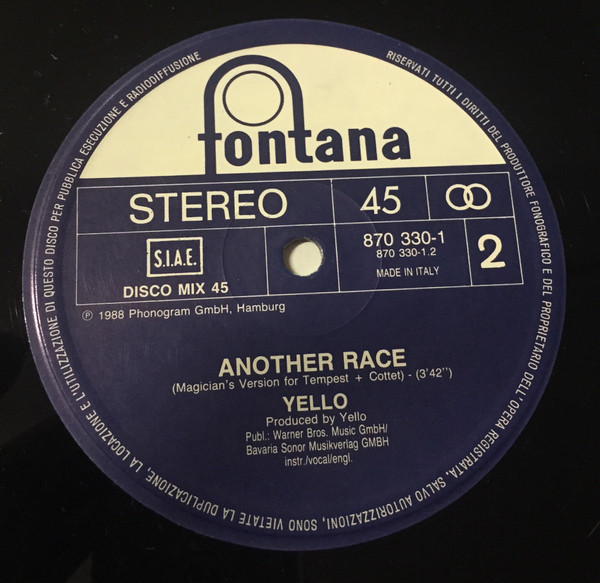 fontana
STEREO
45
S.I.A.E.
DISCO MIX 45
870 330-1
870 330-1.2
MADE IN ITALY
2
℗ 1988 Phonogram GmbH, Hamburg
ANOTHER RACE
(Magician's Version for Tempest + Cottet) - (3'42'')
YELLO
Produced by Yello
Publ.: Warner Bros. Music GmbH/
Bavaria Sonor Musikverlag GMBH
instr./vocal/engl.
RISERVATI TUTTI I DIRITTI DEL PRODUTTORE FONOGRAFICO E DEL PROPRIETARIO DELL'OPERA REGISTRATA. SALVO AUTORIZZAZIONI, SONO VIETATE LA DUPLICAZIONE, LA LOCAZIONE E L'UTILIZZAZIONE DI QUESTO DISCO PER PUBBLICA ESECUZIONE E RADIODIFFUSIONE